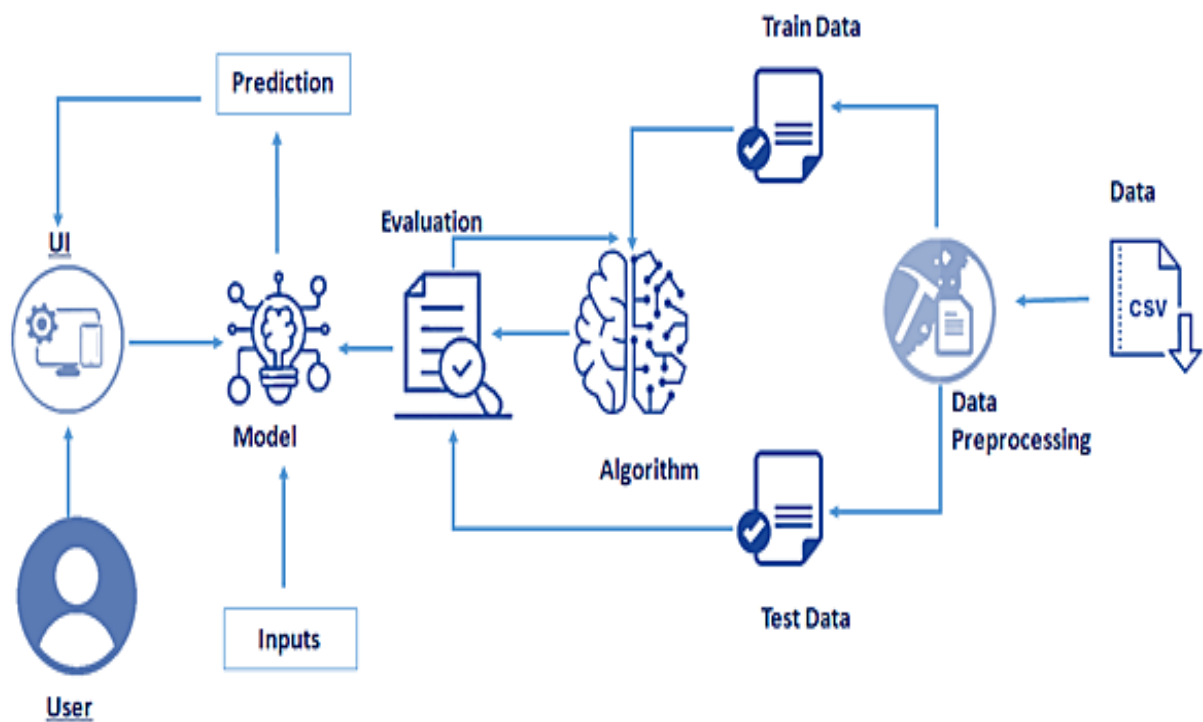 Train Data
Prediction
Data
Evaluation
UI
CSV
Data
Preprocessing
Model
Algorithm
Test Data
Inputs
User